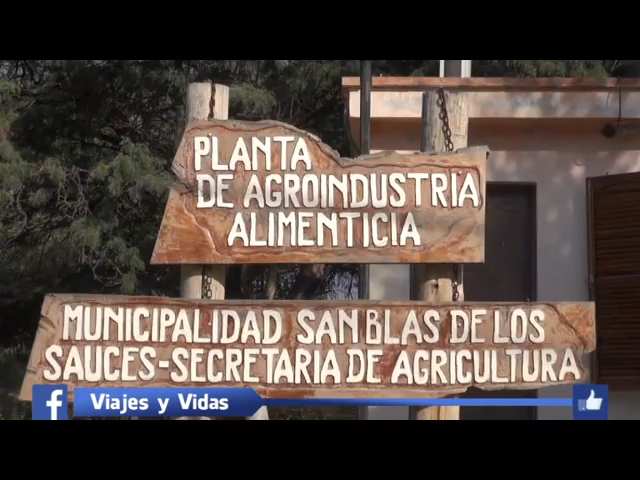 PLANTA
DE AGROINDUSTRIA
ALIMENTICIA
MUNICIPALIDAD SAN BLAS DE LOS
SAUCES-SECRETARIA DE AGRICULTURA
f Viajes y Vidas